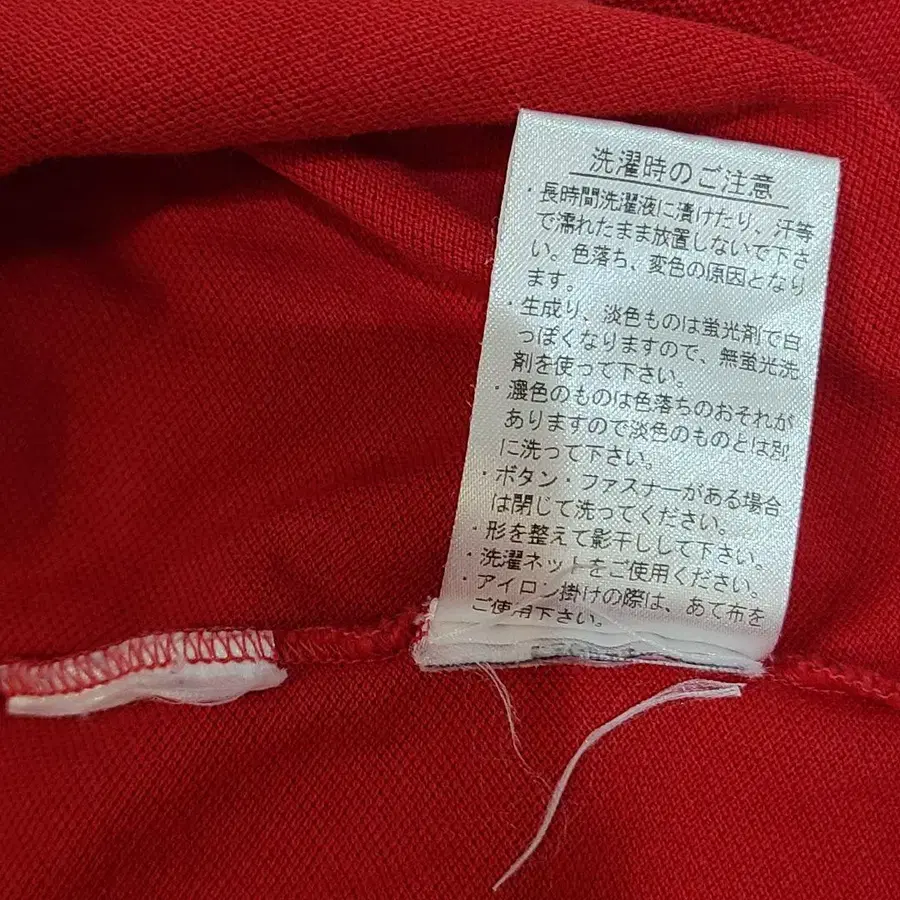 洗濯時のご注意
・長時間洗濯液に漬けたり、汗等
で濡れたまま放置しないで下さ
い。色落ち、変色の原因となり
ます。
・生成り、淡色ものは蛍光剤で白
っぽくなりますので、無蛍光洗
剤を使って下さい。
・濃色のものは色落ちのおそれが
ありますので淡色のものとは別
に洗って下さい。
・ボタン・ファスナーがある場合
は閉じて洗ってください。
・形を整えて影干しして下さい。
・洗濯ネットをご使用ください。
・アイロン掛けの際は、あて布を
ご使用下さい。